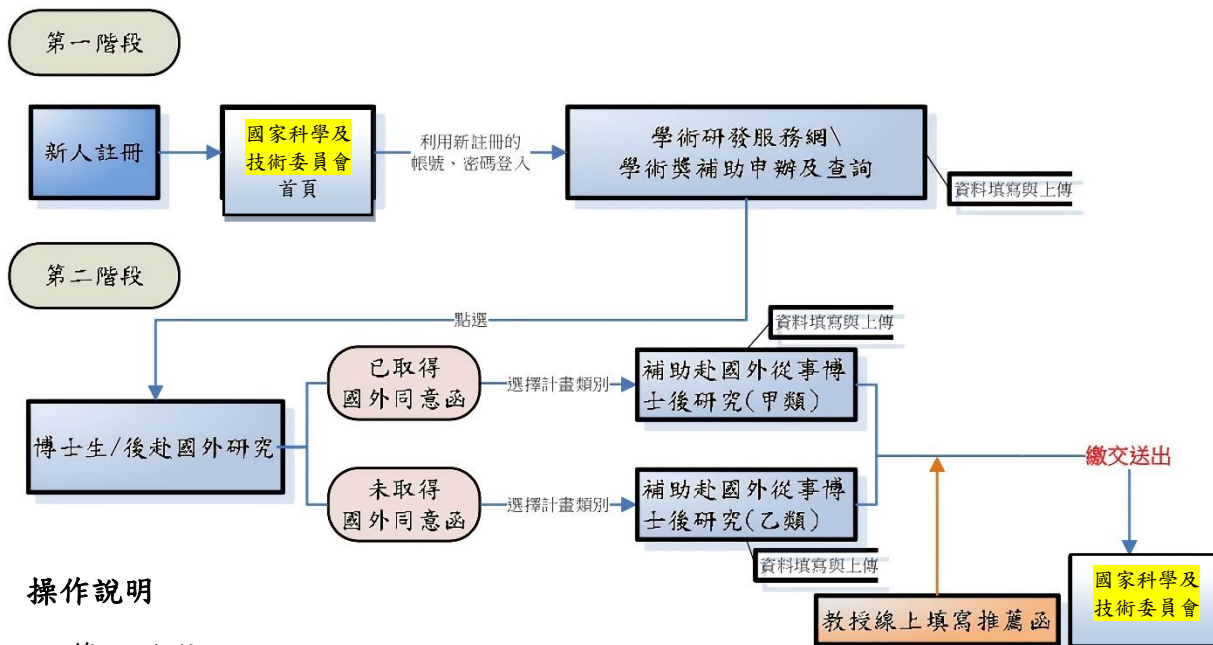 第一階段
新人註冊
國家科學及
技術委員會
首頁
利用新註冊的
帳號、密碼登入
學術研發服務網\
學術獎補助申辦及查詢
資料填寫與上傳
第二階段
點選
資料填寫與上傳
博士生/後赴國外研究
已取得
國外同意函
選擇計畫類別
補助赴國外從事博
士後研究(甲類)
未取得
國外同意函
選擇計畫類別
補助赴國外從事博
士後研究(乙類)
資料填寫與上傳
繳交送出
教授線上填寫推薦函
國家科學及
技術委員會
操作說明